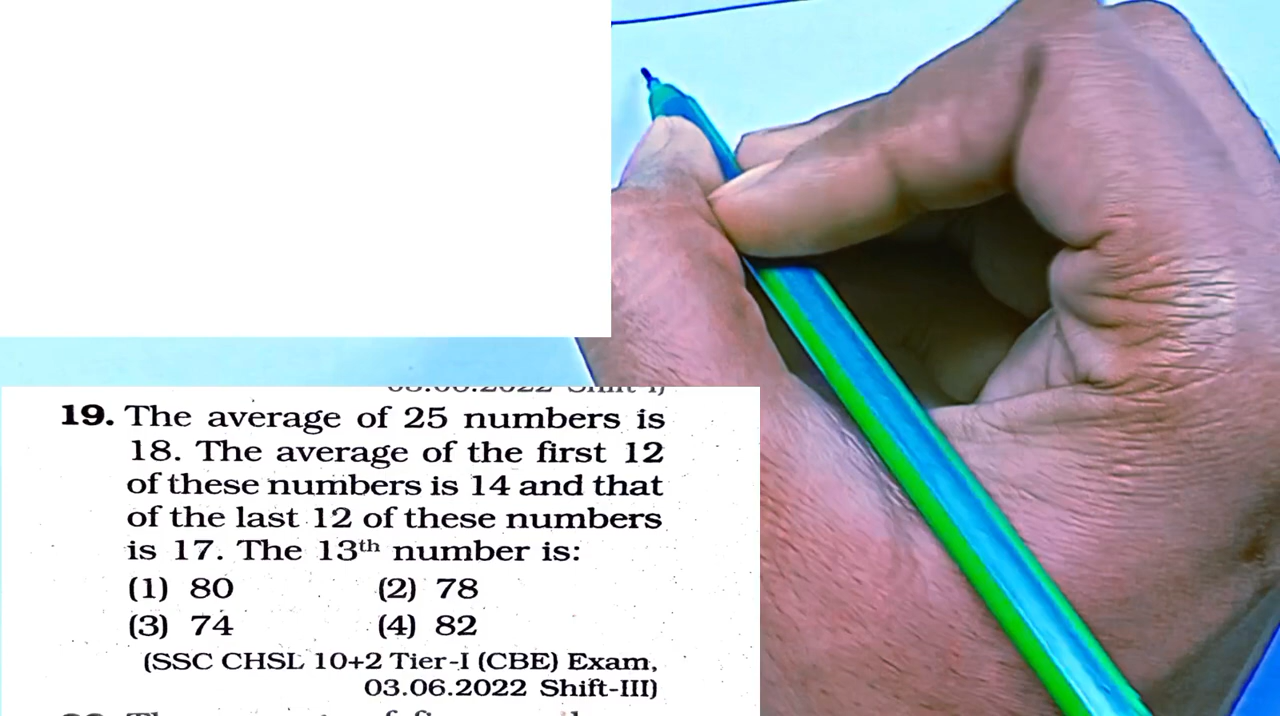 19. The average of 25 numbers is
18. The average of the first 12
of these numbers is 14 and that
of the last 12 of these numbers
is 17. The 13th number is:
(1) 80 (2) 78
(3) 74 (4) 82
(SSC CHSL 10+2 Tier-I (CBE) Exam,
03.06.2022 Shift-III)